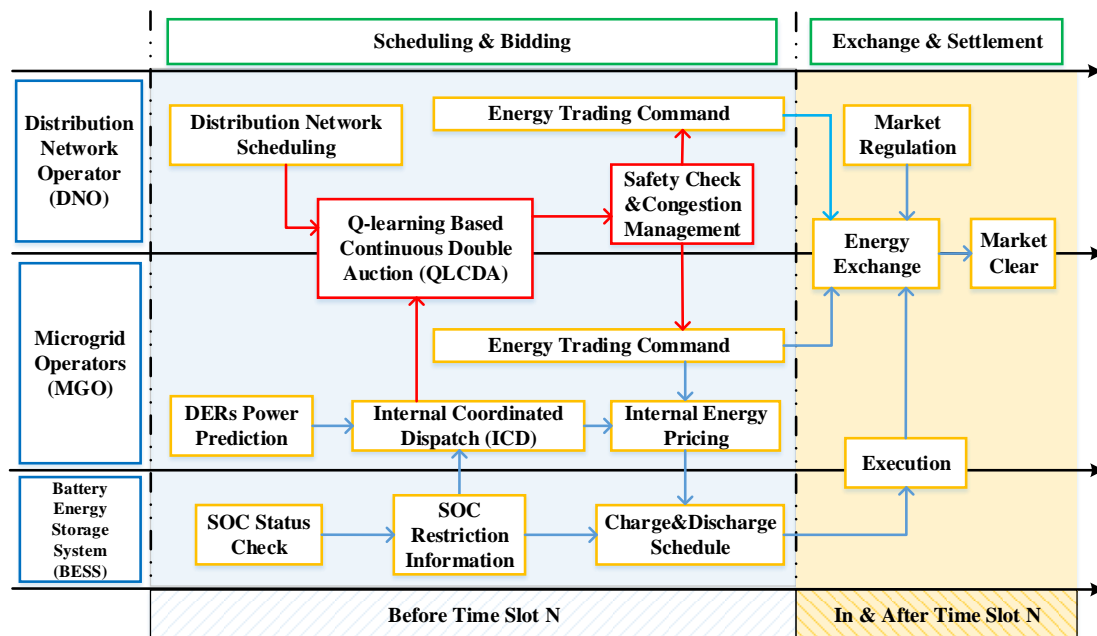 Scheduling & Bidding
Exchange & Settlement
Distribution
Network
Operator
(DNO)
Distribution Network
Scheduling
Energy Trading Command
Market
Regulation
Safety Check
&Congestion
Management
Q-learning Based
Continuous Double
Auction (QLCDA)
Energy
Exchange
Market
Clear
Microgrid
Operators
(MGO)
Energy Trading Command
DERs Power
Prediction
Internal Coordinated
Dispatch (ICD)
Internal Energy
Pricing
Execution
Battery
Energy
Storage
System
(BESS)
SOC Status
Check
SOC
Restriction
Information
Charge&Discharge
Schedule
Before Time Slot N
In & After Time Slot N